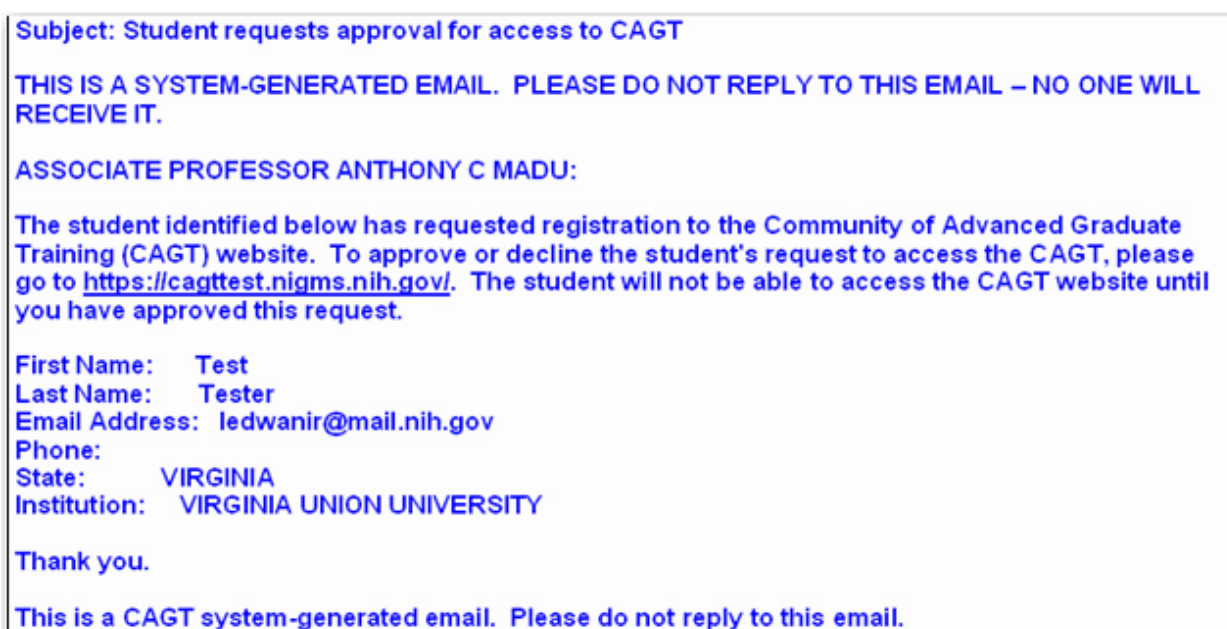 Subject: Student requests approval for access to CAGT
THIS IS A SYSTEM-GENERATED EMAIL. PLEASE DO NOT REPLY TO THIS EMAIL – NO ONE WILL
RECEIVE IT.
ASSOCIATE PROFESSOR ANTHONY C MADU:
The student identified below has requested registration to the Community of Advanced Graduate
Training (CAGT) website. To approve or decline the student's request to access the CAGT, please
go to https://cagttest.nigms.nih.gov/. The student will not be able to access the CAGT website until
you have approved this request.
First Name: Test
Last Name: Tester
Email Address: ledwanir@mail.nih.gov
Phone:
State: VIRGINIA
Institution: VIRGINIA UNION UNIVERSITY
Thank you.
This is a CAGT system-generated email. Please do not reply to this email.